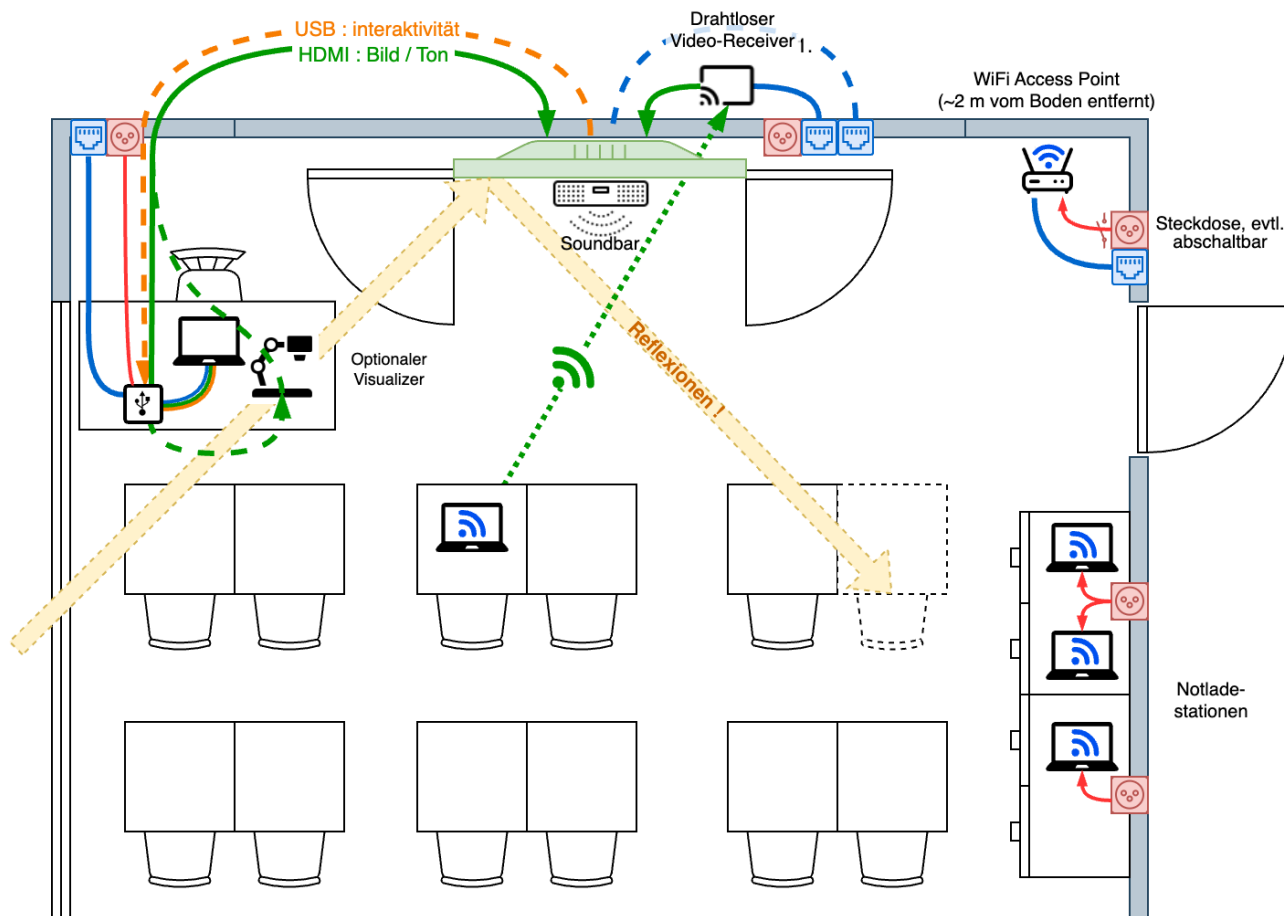 USB : interaktivität
HDMI : Bild / Ton
Drahtloser
Video-Receiver
1.
WiFi Access Point
(~2 m vom Boden entfernt)
Steckdose, evtl.
abschaltbar
Soundbar
Optionaler
Visualizer
Reflexionen !
Notlade-
stationen